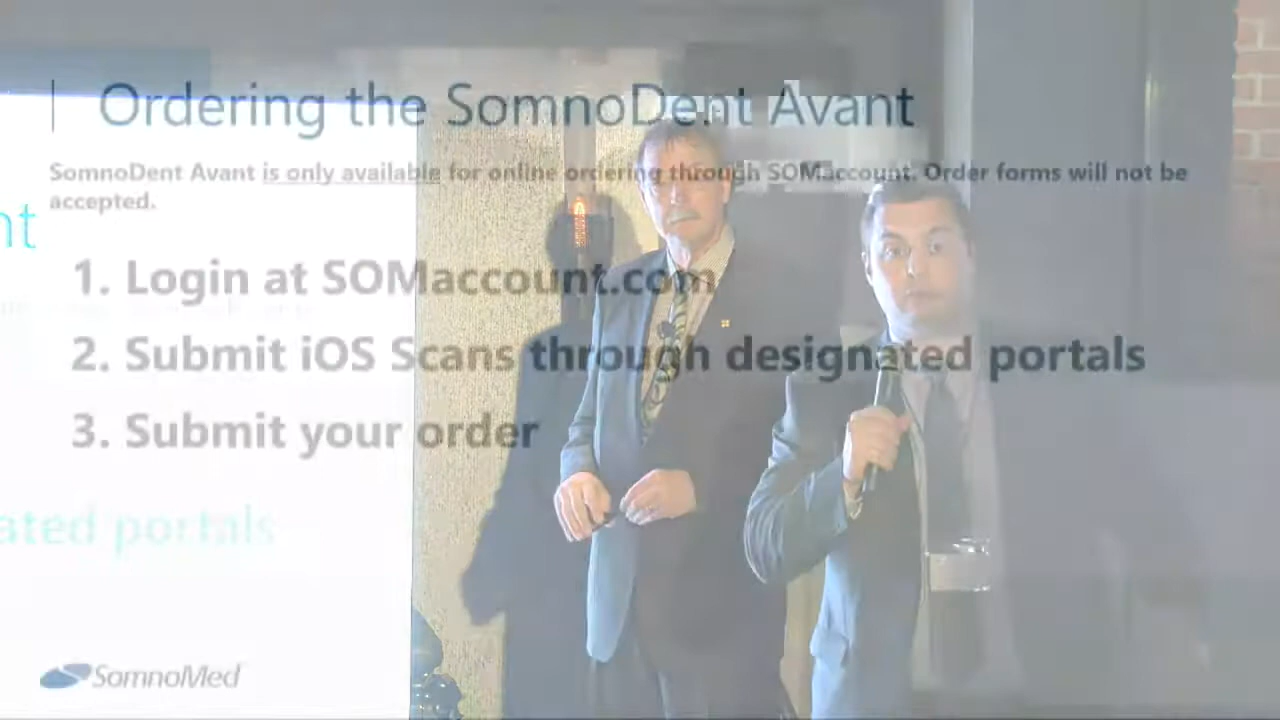 Ordering the SomnoDent Avant
SomnoDent Avant is only available for online ordering through SOMaccount. Order forms will not be
accepted.
nt
1. Login at SOMaccount.com
2. Submit iOS Scans through designated portals
3. Submit your order
ated portals
SomnoMed